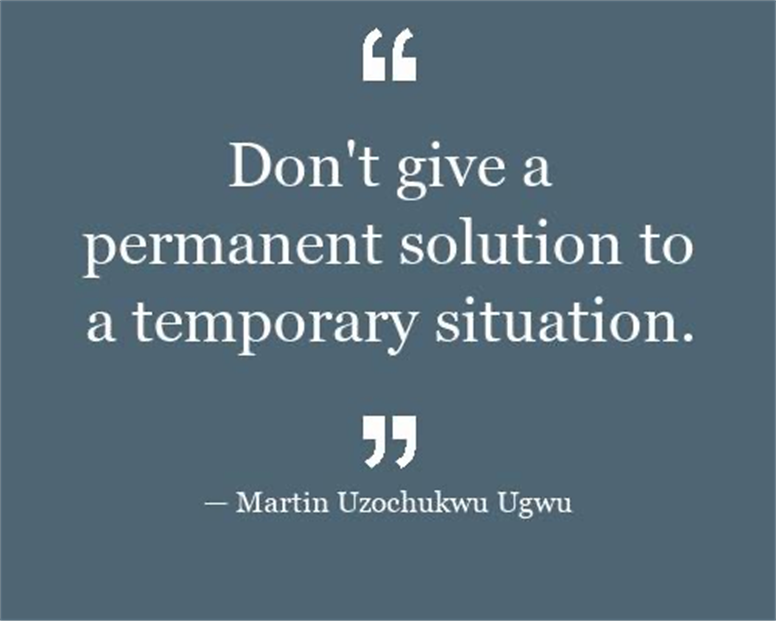 “
Don't give a
permanent solution to
a temporary situation.
”
— Martin Uzochukwu Ugwu